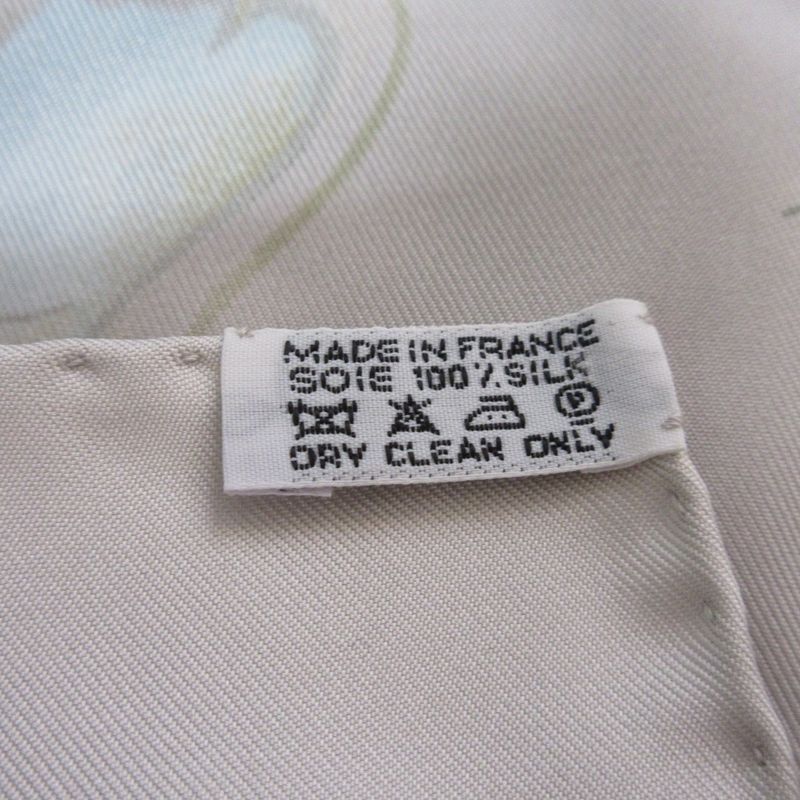 MADE IN FRANCE
SOIE 100% SILK
P
DRY CLEAN ONLY